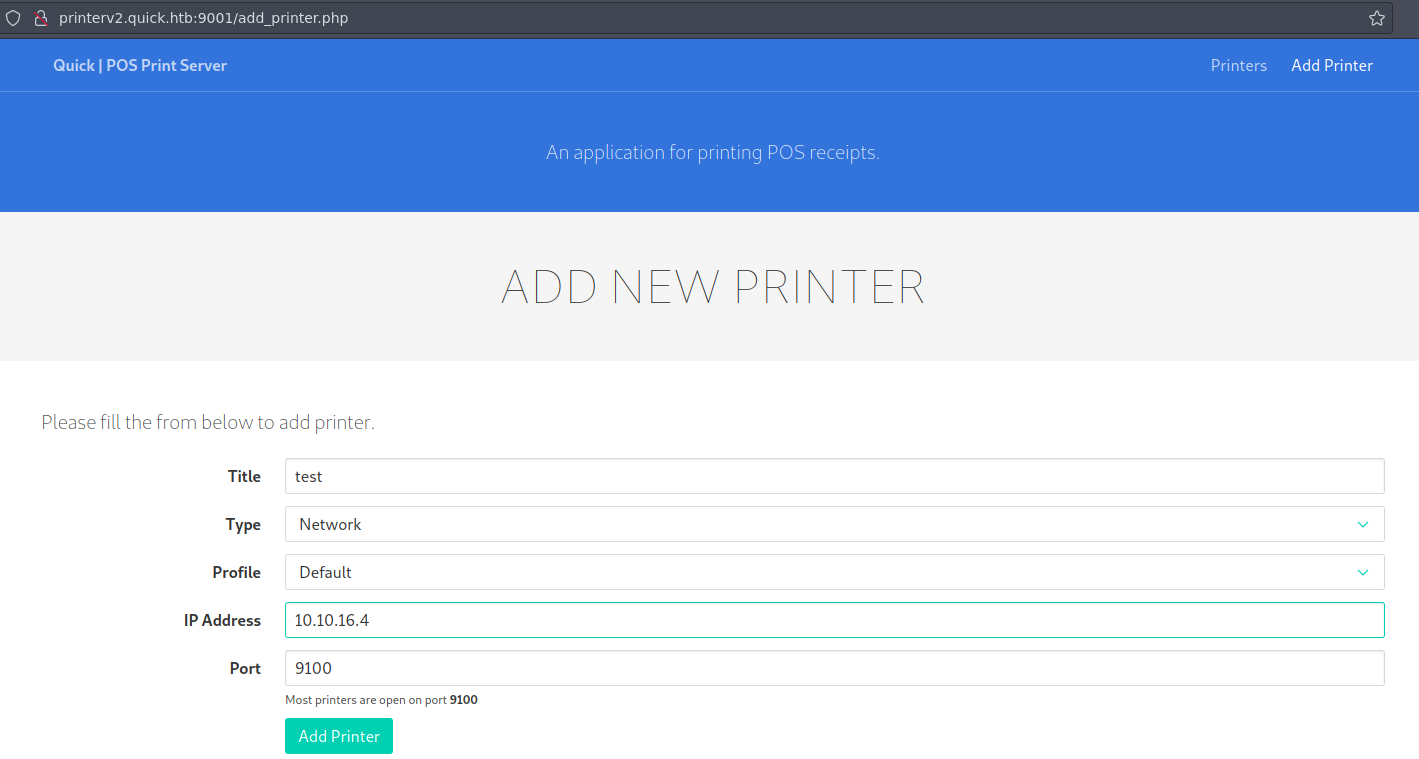 printerv2.quick.htb:9001/add_printer.php
Quick | POS Print Server Printers Add Printer
An application for printing POS receipts.
ADD NEW PRINTER
Please fill the from below to add printer.
Title test
Type Network
Profile Default
IP Address 10.10.16.4
Port 9100
Most printers are open on port 9100
Add Printer